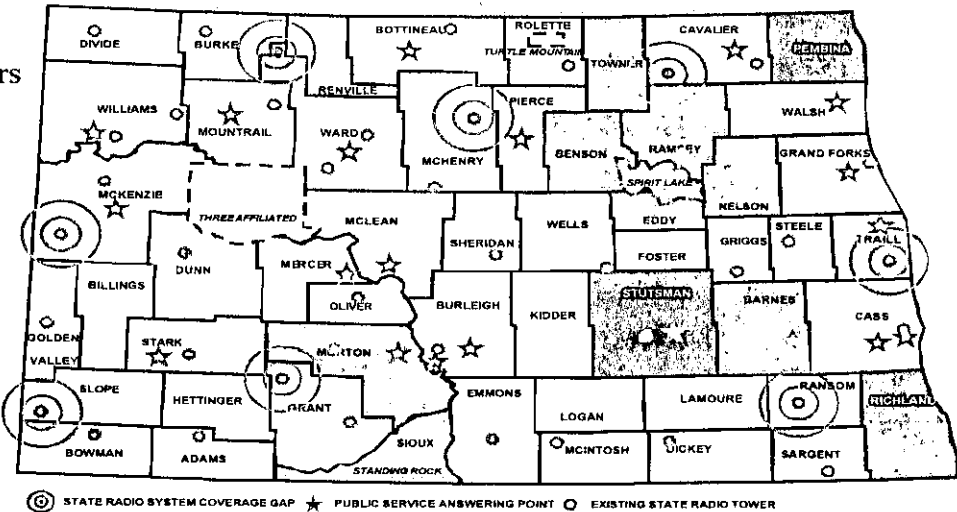 ers
DIVIDE
BURKE
BOTTINEAU
ROLETTE
TURTLE MOUNTAIN
TOWNER
CAVALIER
PEMBINA
RENVILLE
PIERCE
WILLIAMS
MOUNTRAIL
WARD
MCHENRY
BENSON
RAMSEY
WALSH
GRAND FORKS
SPIRIT LAKE
NELSON
MCKENZIE
THREE AFFILIATED
MCLEAN
SHERIDAN
WELLS
EDDY
FOSTER
GRIGGS
STEELE
TRAILL
DUNN
MERCER
OLIVER
BILLINGS
BURLEIGH
KIDDER
STUTSMAN
BARNES
CASS
GOLDEN
VALLEY
STARK
MORTON
SLOPE
HETTINGER
GRANT
EMMONS
LOGAN
LAMOURE
RANSOM
RICHLAND
BOWMAN
ADAMS
SIOUX
STANDING ROCK
MCINTOSH
DICKEY
SARGENT
STATE RADIO SYSTEM COVERAGE GAP PUBLIC SERVICE ANSWERING POINT EXISTING STATE RADIO TOWER